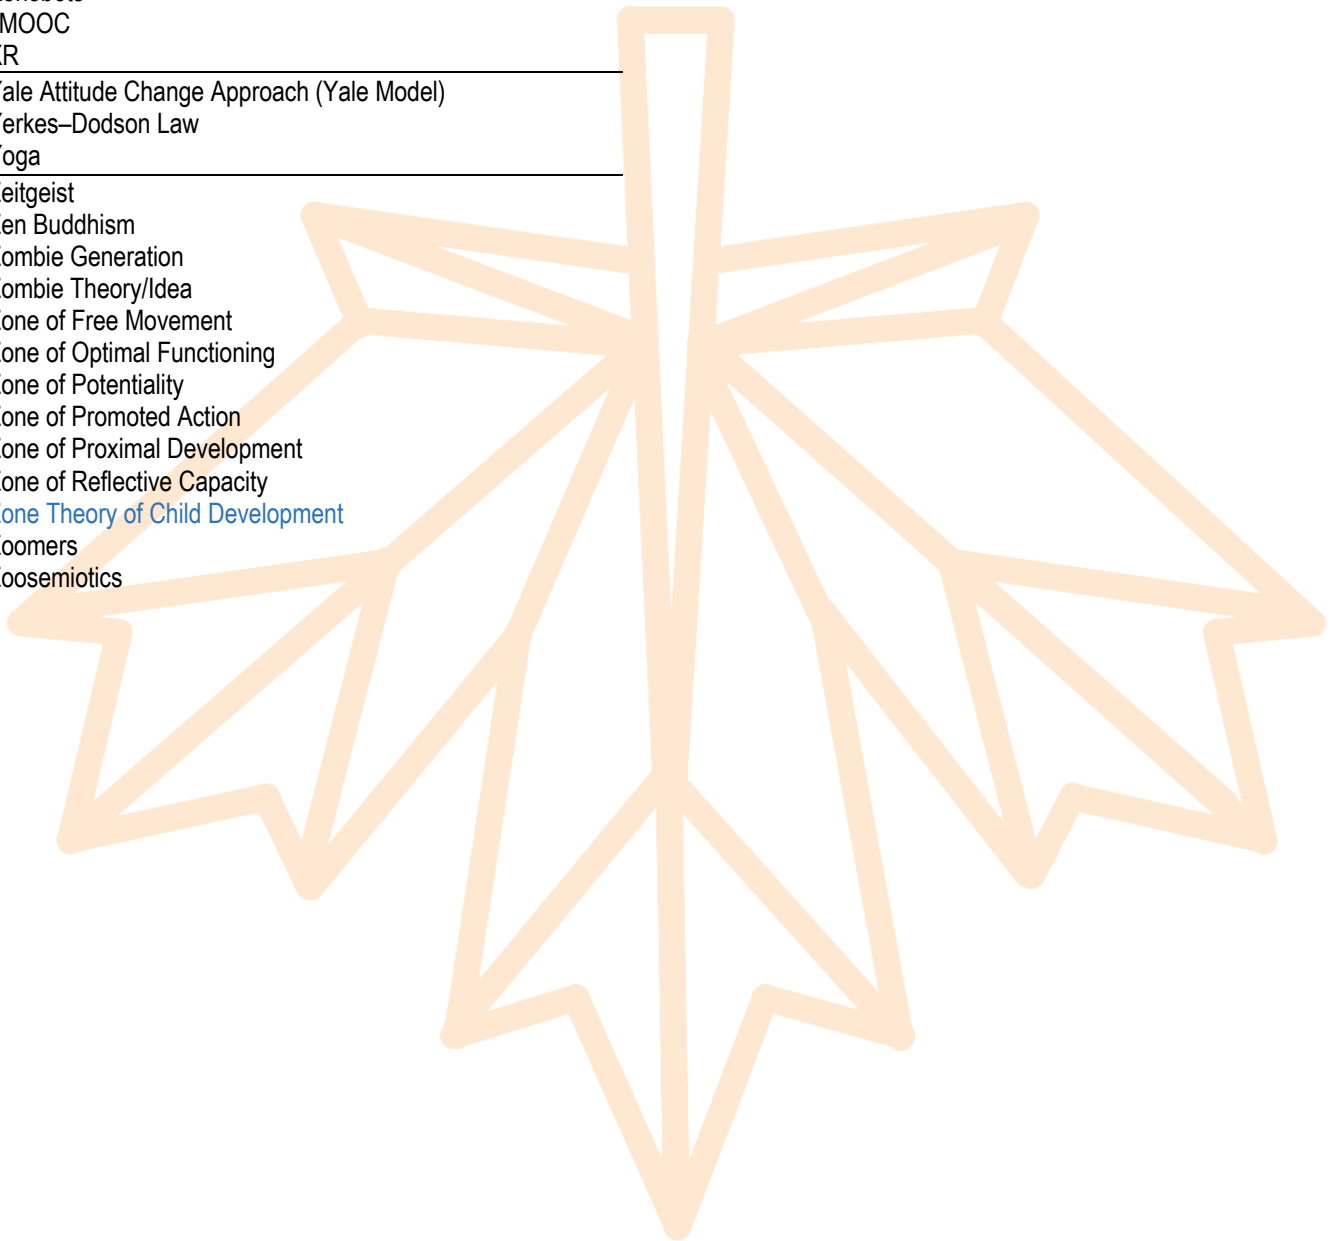 MOOC
R
ale Attitude Change Approach (Yale Model)
erkes–Dodson Law
oga
eitgeist
en Buddhism
ombie Generation
ombie Theory/Idea
one of Free Movement
one of Optimal Functioning
one of Potentiality
one of Promoted Action
one of Proximal Development
one of Reflective Capacity
one Theory of Child Development
oomers
oosemiotics